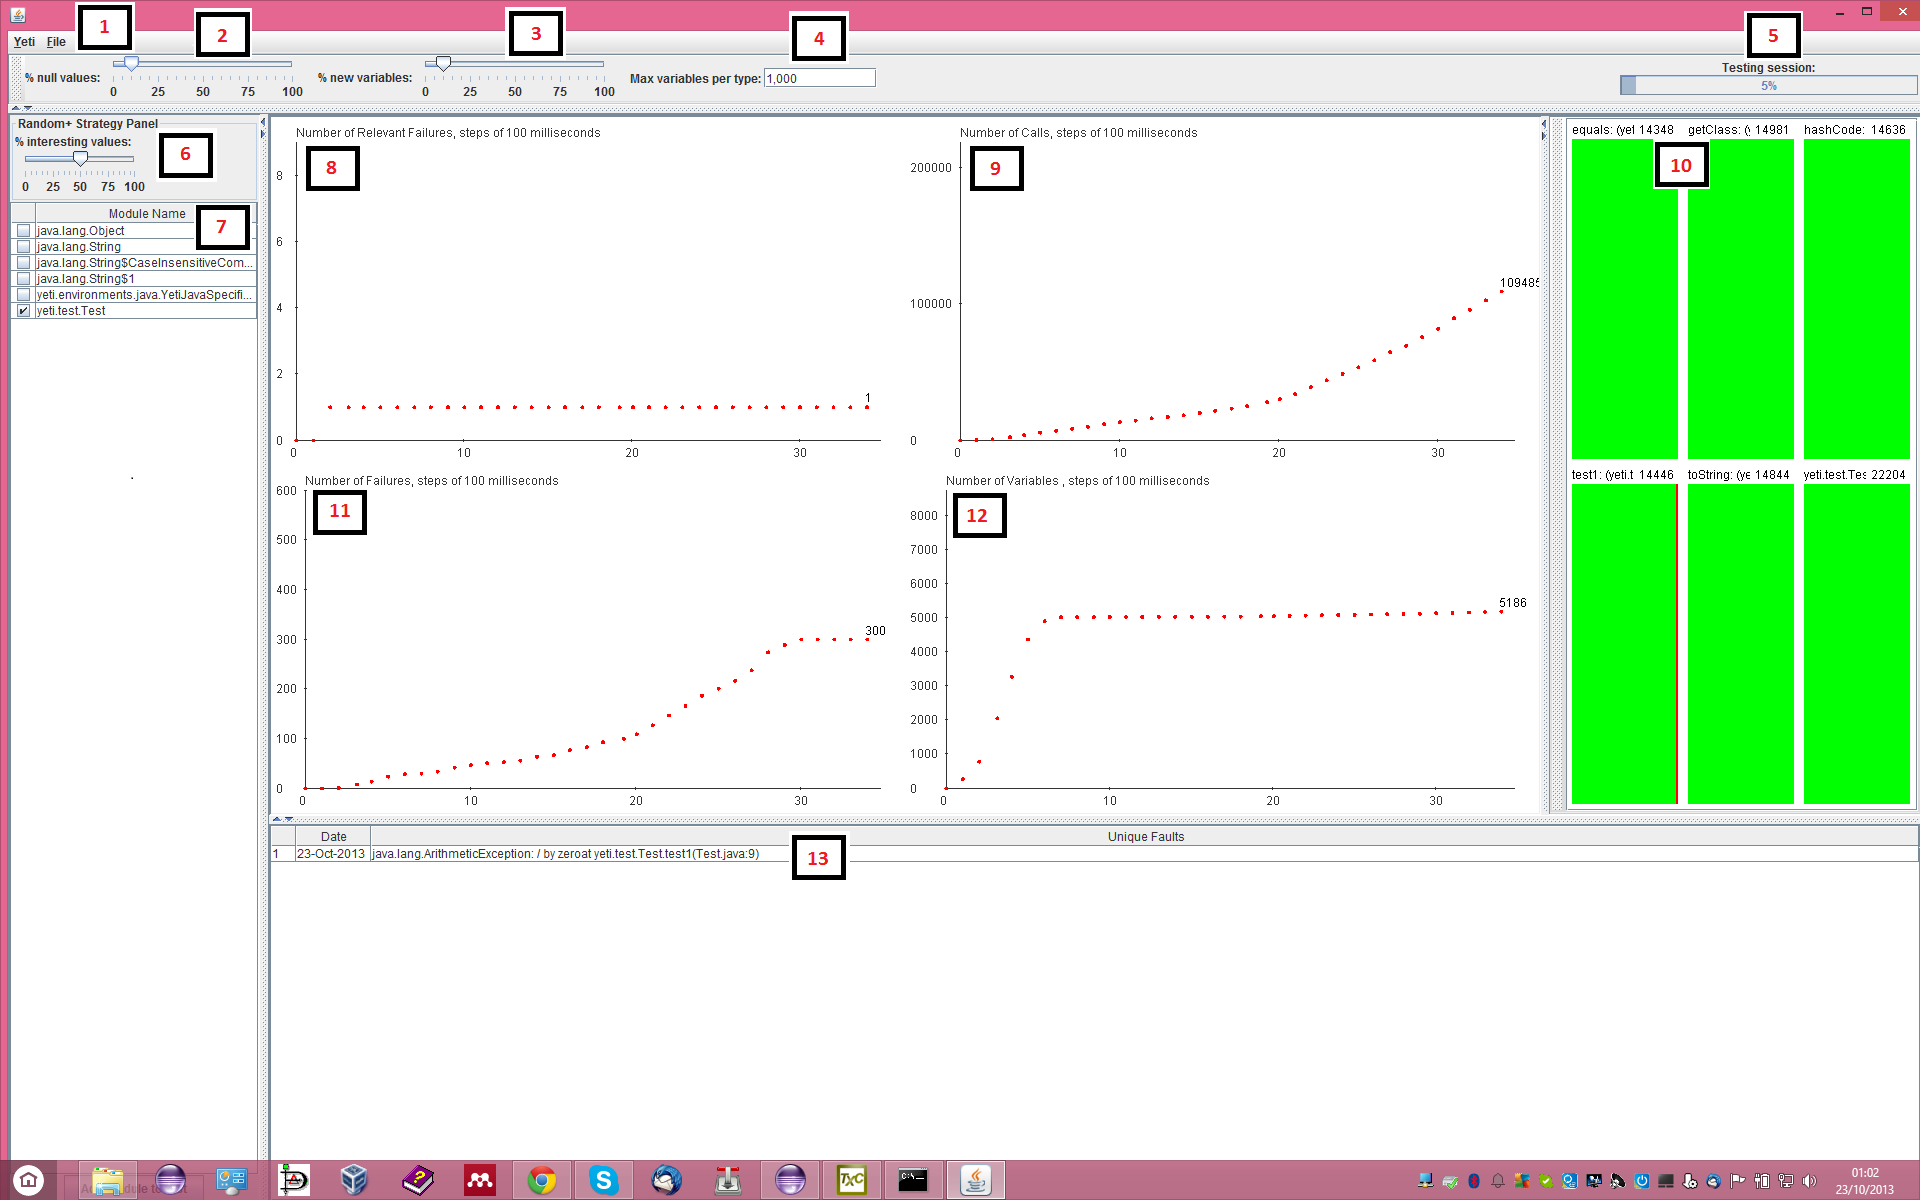 1
2
3
4
5
Yeti File
% null values:
0 25 50 75 100
% new variables:
0 25 50 75 100
Max variables per type: 1,000
Testing session:
5%
Random+ Strategy Panel
% interesting values:
0 25 50 75 100
6
Module Name
7
java.lang.Object
java.lang.String
java.lang.String$CaseInsensitiveCom...
java.lang.String$1
yeti.environments.java.YetiJavaSpecifi...
yeti.test.Test
Number of Relevant Failures, steps of 100 milliseconds
8
8
6
4
2
0
1
10 20 30
Number of Calls, steps of 100 milliseconds
9
200000
100000
0
109485
10 20 30
equals: (yel 14348 getClass: (y 14981 hashCode: 14636
10
test1: (yeti.t 14446 toString: (ye 14844 yeti.test.Tes 22204
Number of Failures, steps of 100 milliseconds
11
600
500
400
300
200
100
0
300
0 10 20 30
Number of Variables , steps of 100 milliseconds
12
8000
7000
6000
5000
4000
3000
2000
1000
0
5186
0 10 20 30
Date Unique Faults
1 23-Oct-2013 java.lang.ArithmeticException: / by zeroat yeti.test.Test.test1(Test.java:9)
13
TxC
C:\.
01:02
23/10/2013